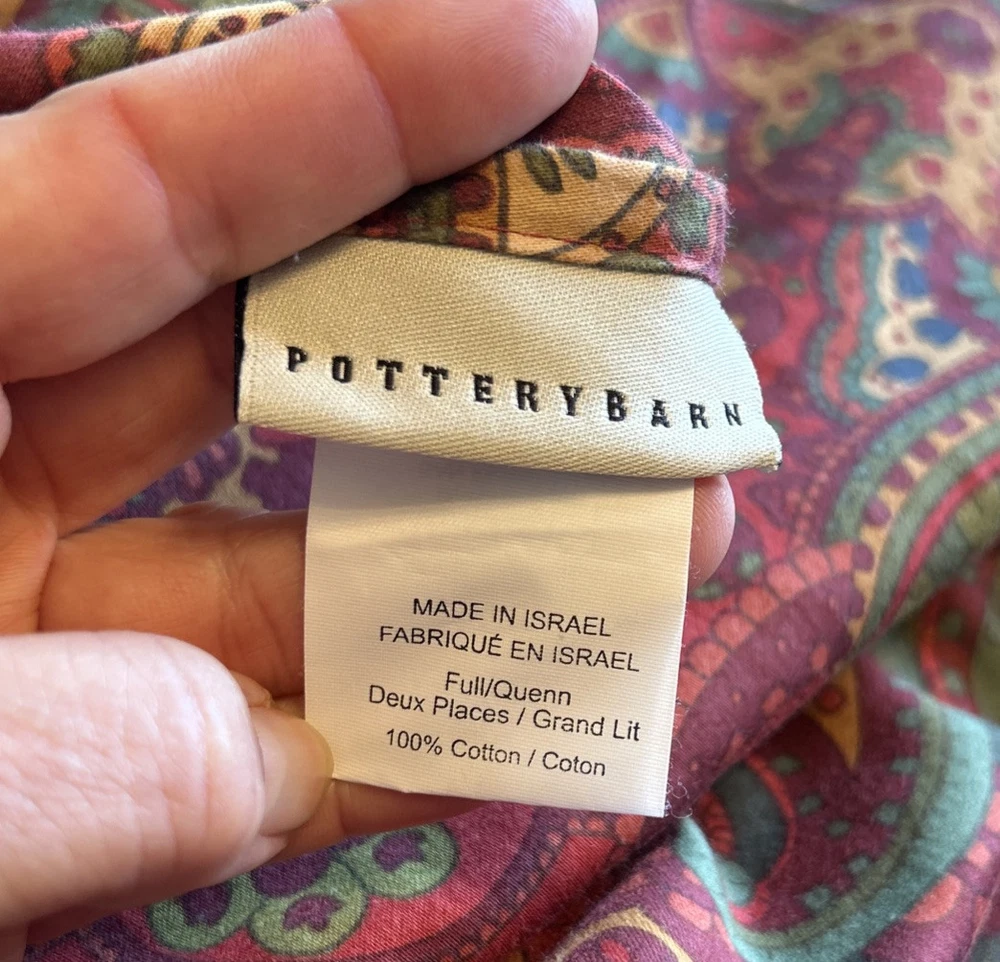 POTTERYBARN
MADE IN ISRAEL
FABRIQUÉ EN ISRAEL
Full/Quenn
Deux Places / Grand Lit
100% Cotton / Coton